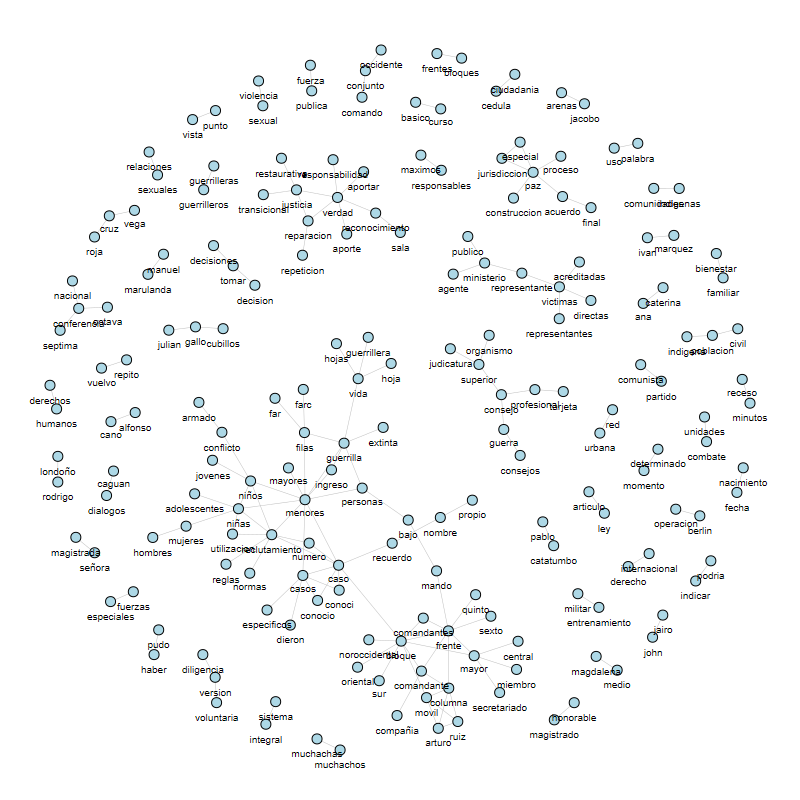 occidente
frentes
bloques
fuerza
conjunto
ciudadania
violencia
publica
comando
cedula
arenas
sexual
basico
curso
jacobo
punto
vista
especial
uso
palabra
relaciones
restaurativa
responsabilidad
maximos
proceso
guerrilleras
aportar
responsables
jurisdiccion
paz
sexuales
guerrilleros
justicia
construccion
comunidades
indigenas
transicional
verdad
acuerdo
final
cruz
vega
reparacion
reconocimiento
roja
aporte
sala
publico
ivan
marquez
manuel
decisiones
repeticion
bienestar
marulanda
tomar
agente
ministerio
representante
acreditadas
familiar
nacional
decision
victimas
directas
caterina
ana
conferencia
octava
representantes
septima
julian
gallo
cubillos
indigena
poblacion
civil
hojas
guerrillera
judicatura
organismo
vuelvo
repito
hoja
superior
comunista
partido
vida
receso
derechos
consejo
profesional
tarjeta
minutos
humanos
armado
far
farc
red
cano
alfonso
guerra
urbana
unidades
conflicto
filas
guerrilla
extinta
consejos
combate
londoño
caguan
jovenes
mayores
ingreso
determinado
momento
nacimiento
rodrigo
dialogos
niños
personas
articulo
fecha
adolescentes
menores
propio
ley
niñas
bajo
nombre
operacion
berlin
magistrada
hombres
mujeres
utilizacion
reclutamiento
numero
recuerdo
pablo
catatumbo
señora
reglas
normas
casos
caso
mando
internacional
derecho
podria
indicar
especiales
fuerzas
conoci
conocio
especificos
quinto
militar
entrenamiento
dieron
comandantes
sexto
jairo
pudo
noroccidental
bloque
frente
john
haber
diligencia
oriental
mayor
central
magdalena
medio
version
sur
comandante
miembro
voluntaria
columna
movil
secretariado
sistema
compañia
honorable
integral
arturo
ruiz
magistrado
muchachas
muchachos